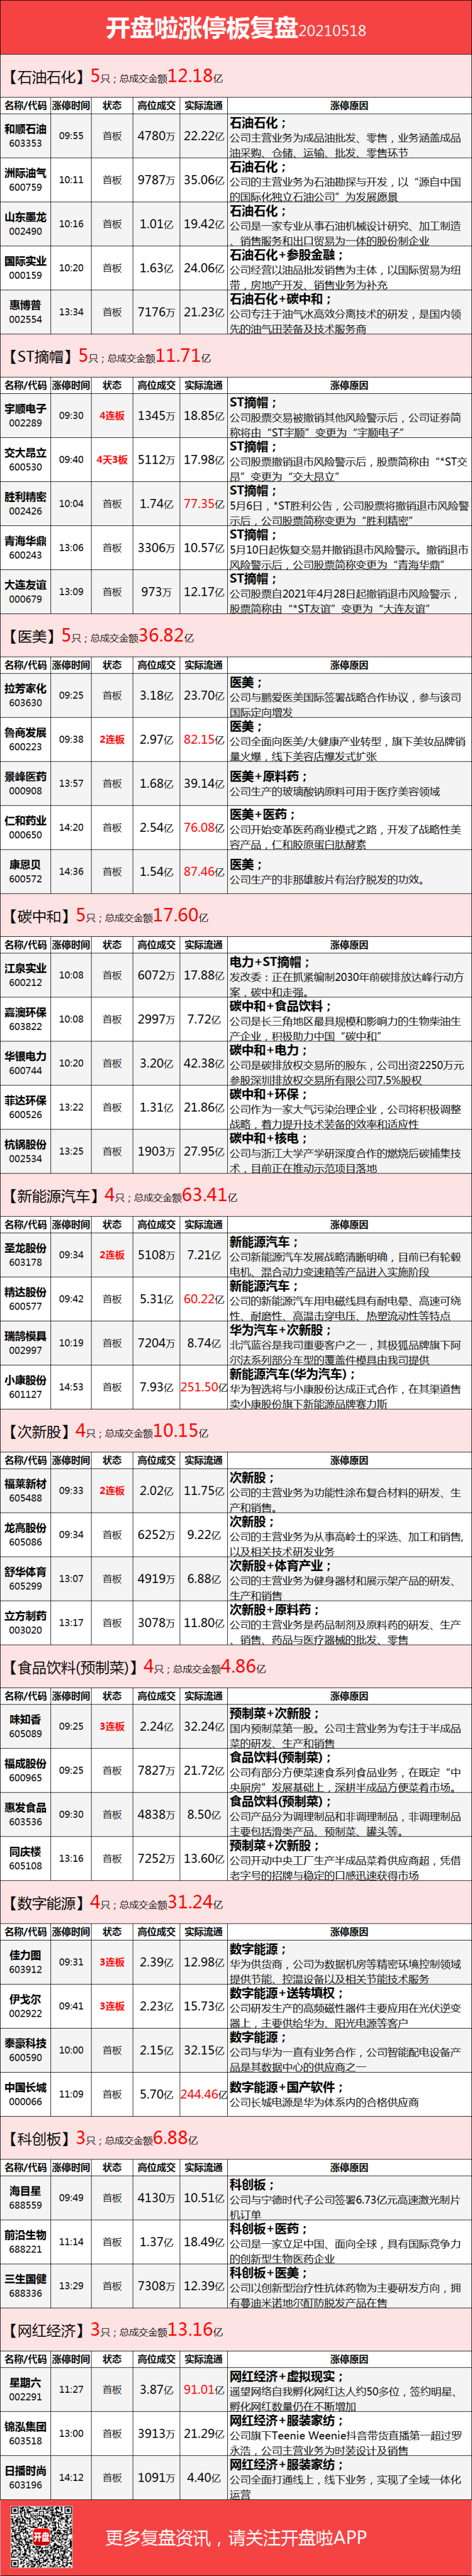 开盘啦涨停板复盘20210518
【石油石化】5只；总成交金额12.18亿
名称/代码 涨停时间 状态 高位成交 实际流通 涨停原因
和顺石油 603353 09:55 首板 4780万 22.22亿 石油石化；
公司主营业务为成品油批发、零售，业务涵盖成品
油采购、仓储、运输、批发、零售环节
洲际油气 600759 10:11 首板 9787万 35.06亿 石油石化；
公司的主营业务为石油勘探与开发，以“源自中国
的国际化独立石油公司”为发展愿景
山东墨龙 002490 10:16 首板 1.01亿 19.42亿 石油石化；
公司是一家专业从事石油机械设计研究、加工制造
、销售服务和出口贸易为一体的股份制企业
国际实业 000159 10:20 首板 1.63亿 24.06亿 石油石化+参股金融；
公司经营以油品批发销售为主体，以国际贸易为纽
带，房地产开发、销售业务为补充
惠博普 002554 13:34 首板 7176万 21.23亿 石油石化+碳中和；
公司专注于油气水高效分离技术的研发，是国内领
先的油气田装备及技术服务商
【ST摘帽】5只；总成交金额11.71亿
名称/代码 涨停时间 状态 高位成交 实际流通 涨停原因
宇顺电子 002289 09:30 4连板 1345万 18.85亿 ST摘帽；
公司股票交易被撤销其他风险警示后，公司证券简
称将由“ST宇顺”变更为“宇顺电子”
交大昂立 600530 09:40 4天3板 5112万 17.98亿 ST摘帽；
公司股票撤销退市风险警示后，股票简称由“*ST交
昂”变更为“交大昂立”
胜利精密 002426 10:04 首板 1.74亿 77.35亿 ST摘帽；
5月6日，*ST胜利公告，公司股票将撤销退市风险警
示后，公司股票简称变更为“胜利精密”
青海华鼎 600243 13:06 首板 3306万 10.57亿 ST摘帽；
5月10日起恢复交易并撤销退市风险警示。撤销退市
风险警示后，公司股票简称变更为“青海华鼎”
大连友谊 000679 13:09 首板 973万 12.17亿 ST摘帽；
公司股票自2021年4月28日起撤销退市风险警示，
股票简称由“*ST友谊”变更为“大连友谊”
【医美】5只；总成交金额36.82亿
名称/代码 涨停时间 状态 高位成交 实际流通 涨停原因
拉芳家化 603630 09:25 首板 3.18亿 23.70亿 医美；
公司与鹏爱医美国际签署战略合作协议，参与该司
国际定向增发
鲁商发展 600223 09:38 2连板 2.97亿 82.15亿 医美；
公司全面向医美/大健康产业转型，旗下美妆品牌销
量火爆，线下美容店爆发式扩张
景峰医药 000908 13:57 首板 1.68亿 39.14亿 医美+原料药；
公司生产的玻璃酸钠原料可用于医疗美容领域
仁和药业 000650 14:20 首板 2.54亿 76.08亿 医美+医药；
公司开始变革医药商业模式之路，开发了战略性美
容产品，仁和胶原蛋白肽酵素
康恩贝 600572 14:36 首板 1.54亿 87.46亿 医美；
公司生产的非那雄胺片有治疗脱发的功效。
【碳中和】5只；总成交金额17.60亿
名称/代码 涨停时间 状态 高位成交 实际流通 涨停原因
江泉实业 600212 10:08 首板 6072万 17.88亿 电力+ST摘帽；
发改委：正在抓紧编制2030年前碳排放达峰行动方
案，碳中和走强。
嘉澳环保 603822 10:08 首板 2997万 7.72亿 碳中和+食品饮料；
公司是长三角地区最具规模和影响力的生物柴油生
产企业，积极助力中国“碳中和”
华银电力 600744 10:20 首板 3.20亿 42.38亿 碳中和+电力；
公司是碳排放权交易所的股东，公司出资2250万元
参股深圳排放权交易所有限公司7.5%股权
菲达环保 600526 13:22 首板 1.31亿 21.86亿 碳中和+环保；
公司作为一家大气污染治理企业，公司将积极调整
战略，着力提升技术装备的效率和适应性
杭锅股份 002534 13:25 首板 1903万 27.95亿 碳中和+核电；
公司与浙江大学产学研深度合作的燃烧后碳捕集技
术，目前正在推动示范项目落地
【新能源汽车】4只；总成交金额63.41亿
名称/代码 涨停时间 状态 高位成交 实际流通 涨停原因
圣龙股份 603178 09:34 2连板 5108万 7.21亿 新能源汽车；
公司新能源汽车发展战略清晰明确，目前已有轮毂
电机、混合动力变速箱等产品进入实施阶段
精达股份 600577 09:42 首板 5.31亿 60.22亿 新能源汽车；
公司的新能源汽车用电磁线具有耐电晕、高速可绕
性、耐磨性、高温击穿电压、热塑流动性等特点
瑞鹄模具 002997 10:19 首板 7204万 8.74亿 华为汽车+次新股；
北汽蓝谷是我司重要客户之一，其极狐品牌旗下阿
尔法系列部分车型的覆盖件模具由我司提供
小康股份 601127 14:53 首板 7.93亿 251.50亿 新能源汽车(华为汽车)；
华为智选将与小康股份达成正式合作，在其渠道售
卖小康股份旗下新能源品牌赛力斯
【次新股】4只；总成交金额10.15亿
名称/代码 涨停时间 状态 高位成交 实际流通 涨停原因
福莱新材 605488 09:33 2连板 2.02亿 11.75亿 次新股；
公司的主营业务为功能性涂布复合材料的研发、生
产和销售。
龙高股份 605086 09:34 首板 6252万 9.22亿 次新股；
公司的主营业务为从事高岭土的采选、加工和销售，
以及相关技术研发业务
舒华体育 605299 13:07 首板 4919万 6.88亿 次新股+体育产业；
公司的主营业务为健身器材和展示架产品的研发、
生产和销售
立方制药 003020 13:17 首板 3078万 11.80亿 次新股+原料药；
公司的主营业务是药品制剂及原料药的研发、生产
、销售、药品与医疗器械的批发、零售
【食品饮料(预制菜)】4只；总成交金额4.86亿
名称/代码 涨停时间 状态 高位成交 实际流通 涨停原因
味知香 605089 09:25 3连板 2.24亿 32.24亿 预制菜+次新股；
国内预制菜第一股。公司主营业务为专注于半成品
菜的研发、生产和销售
福成股份 600965 09:25 首板 7827万 21.72亿 食品饮料(预制菜)；
公司有部分方便菜速食系列食品业务，在既定“中
央厨房”发展基础上，深耕半成品方便菜肴市场。
惠发食品 603536 09:30 首板 4838万 8.50亿 食品饮料(预制菜)；
公司产品分为调理制品和非调理制品，非调理制品
主要包括滑类产品、预制菜、罐头等。
同庆楼 605108 13:16 首板 7252万 13.60亿 预制菜+次新股；
公司开动中央工厂生产半成品菜肴供应商超，凭借
老字号的招牌与稳定的口感迅速获得市场
【数字能源】4只；总成交金额31.24亿
名称/代码 涨停时间 状态 高位成交 实际流通 涨停原因
佳力图 603912 09:31 3连板 2.39亿 12.98亿 数字能源；
华为供应商，公司为数据机房等精密环境控制领域
提供节能、控温设备以及相关节能技术服务
伊戈尔 002922 09:41 3连板 2.23亿 15.73亿 数字能源+送转填权；
公司研发生产的高频磁性器件主要应用在光伏逆变
器上，主要供给华为、阳光电源等客户
泰豪科技 600590 10:00 首板 2.15亿 32.15亿 数字能源；
公司与华为一直有业务合作，公司智能配电设备产
品是其数据中心的供应商之一
中国长城 000066 11:09 首板 5.70亿 244.46亿 数字能源+国产软件；
公司长城电源是华为体系内的合格供应商
【科创板】3只；总成交金额6.88亿
名称/代码 涨停时间 状态 高位成交 实际流通 涨停原因
海目星 688559 09:49 首板 4130万 10.51亿 科创板；
公司与宁德时代子公司签署6.73亿元高速激光制片
机订单
前沿生物 688221 11:14 首板 1.37亿 18.49亿 科创板+医药；
公司是一家立足中国、面向全球，具有国际竞争力
的创新型生物医药企业
三生国健 688336 13:29 首板 7308万 12.39亿 科创板+医美；
公司以创新型治疗性抗体药物为主要研发方向，拥
有蔓迪米诺地尔酊防脱发产品在售
【网红经济】3只；总成交金额13.16亿
名称/代码 涨停时间 状态 高位成交 实际流通 涨停原因
星期六 002291 11:27 首板 3.87亿 91.01亿 网红经济+虚拟现实；
遥望网络自我孵化网红达人约50多位，签约明星、
孵化网红数量仍在不断增加
锦泓集团 603518 13:00 首板 3913万 21.29亿 网红经济+服装家纺；
公司旗下Teenie Weenie抖音带货直播第一超过罗
永浩，公司主营业务为时装设计及销售
日播时尚 603196 14:12 首板 1091万 4.40亿 网红经济+服装家纺；
公司全面打通线上，线下业务，实现了全域一体化
运营
开盘
更多复盘资讯，请关注开盘啦APP